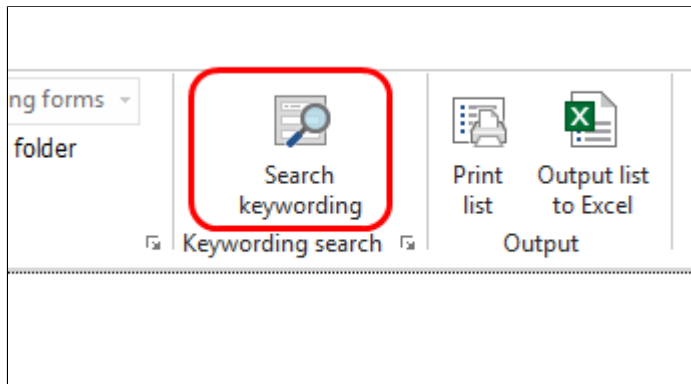 ng forms
folder
Search
keywording
Keywording search
Print
list
Output list
to Excel
Output